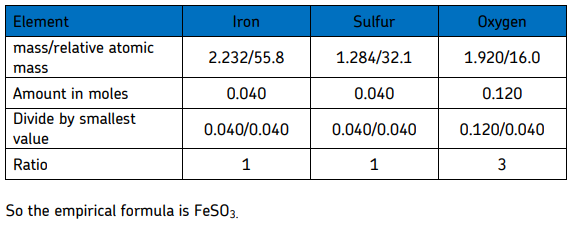 Element Iron Sulfur Oxygen
mass/relative atomic
mass 2.232/55.8 1.284/32.1 1.920/16.0
Amount in moles 0.040 0.040 0.120
Divide by smallest
value 0.040/0.040 0.040/0.040 0.120/0.040
Ratio 1 1 3
So the empirical formula is FeSO₃.